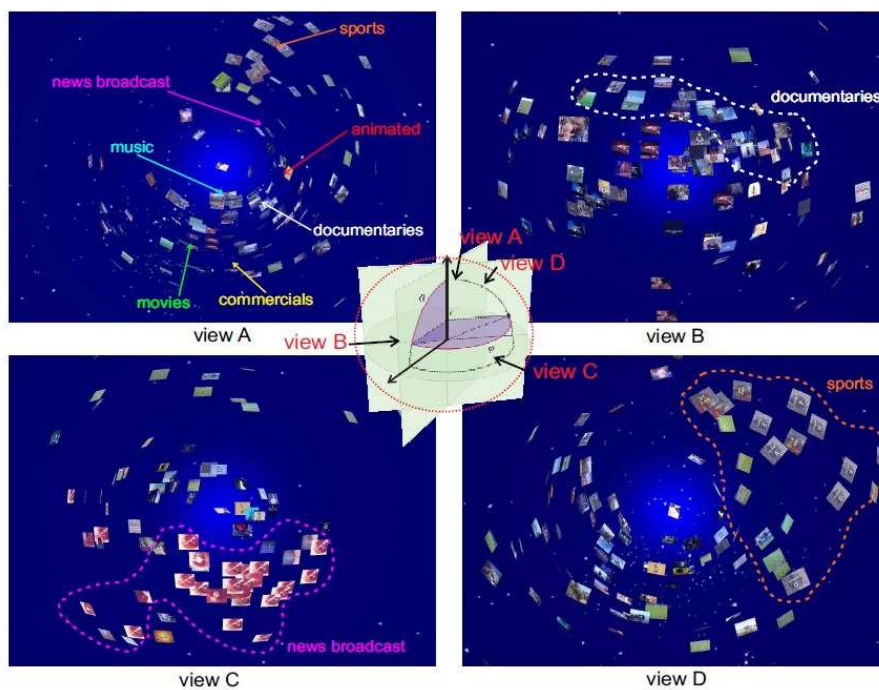 sports
news broadcast
animated
music
documentaries
movies
commercials
view A
documentaries
view B
view A
view D
view B
view C
news broadcast
view C
sports
view D